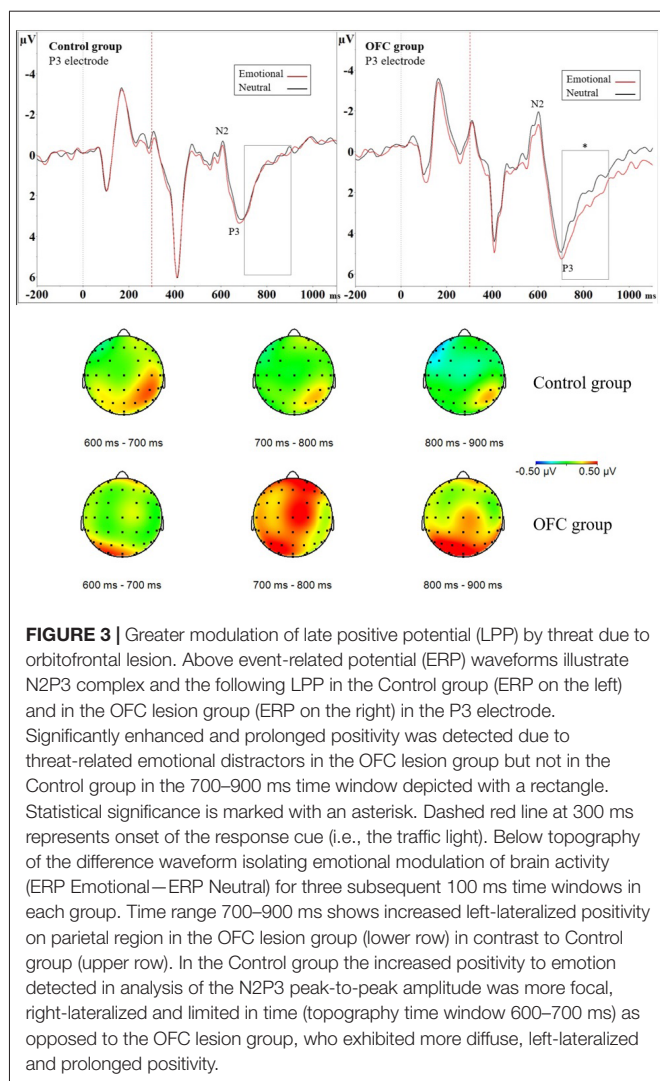 µV
Control group
P3 electrode
Emotional
Neutral
N2
P3
-4
-2
0
2
4
6
-200 0 200 400 600 800 1000 ms
µV
OFC group
P3 electrode
Emotional
Neutral
N2
*
P3
-4
-2
0
2
4
6
-200 0 200 400 600 800 1000 ms
Control group
600 ms - 700 ms
700 ms - 800 ms
800 ms - 900 ms
-0.50 µV 0.50 µV
OFC group
600 ms - 700 ms
700 ms - 800 ms
800 ms - 900 ms
FIGURE 3 | Greater modulation of late positive potential (LPP) by threat due to
orbitofrontal lesion. Above event-related potential (ERP) waveforms illustrate
N2P3 complex and the following LPP in the Control group (ERP on the left)
and in the OFC lesion group (ERP on the right) in the P3 electrode.
Significantly enhanced and prolonged positivity was detected due to
threat-related emotional distractors in the OFC lesion group but not in the
Control group in the 700–900 ms time window depicted with a rectangle.
Statistical significance is marked with an asterisk. Dashed red line at 300 ms
represents onset of the response cue (i.e., the traffic light). Below topography
of the difference waveform isolating emotional modulation of brain activity
(ERP Emotional—ERP Neutral) for three subsequent 100 ms time windows in
each group. Time range 700–900 ms shows increased left-lateralized positivity
on parietal region in the OFC lesion group (lower row) in contrast to Control
group (upper row). In the Control group the increased positivity to emotion
detected in analysis of the N2P3 peak-to-peak amplitude was more focal,
right-lateralized and limited in time (topography time window 600–700 ms) as
opposed to the OFC lesion group, who exhibited more diffuse, left-lateralized
and prolonged positivity.